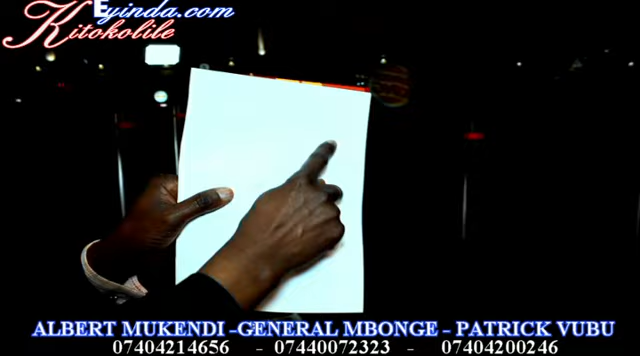 Eyinda.com
Kitokolile
ALBERT MUKENDI -GENERAL MBONGE - PATRICK VUBU
07404214656 - 07440072323 - 07404200246